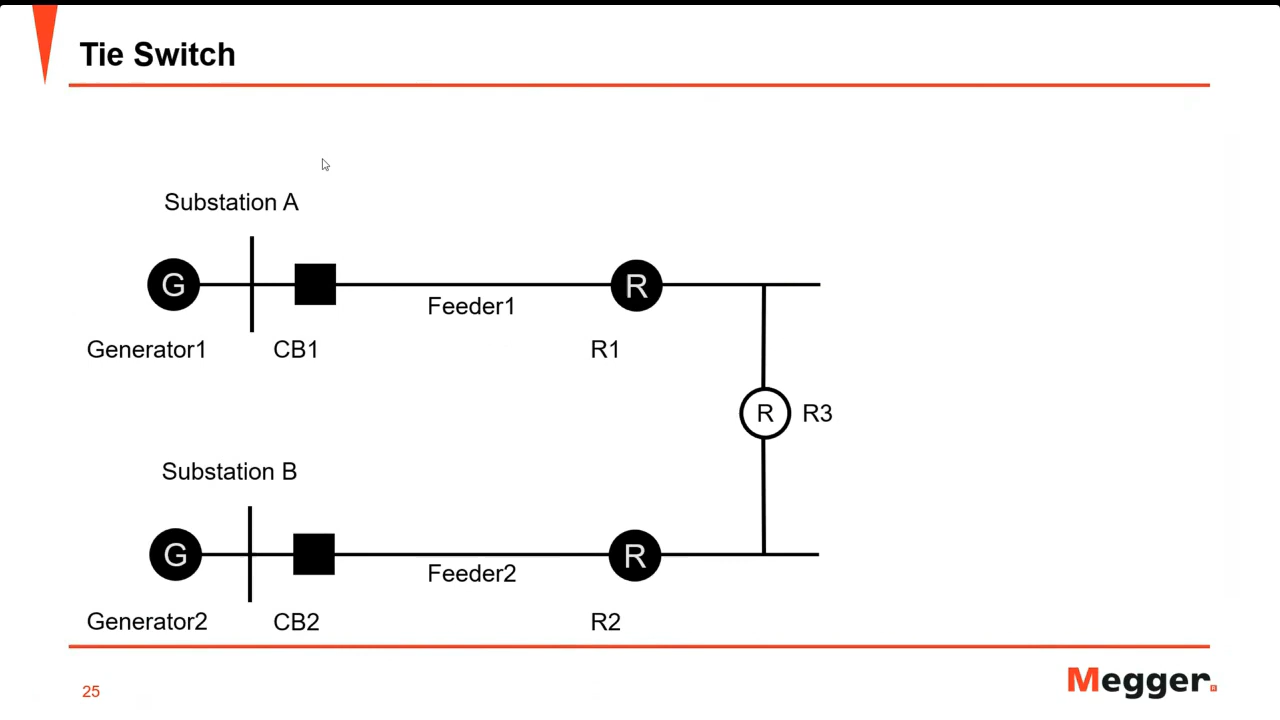 Tie Switch
Substation A
G
R
Feeder1
Generator1
CB1
R1
R
R3
Substation B
G
R
Feeder2
Generator2
CB2
R2
25
Megger